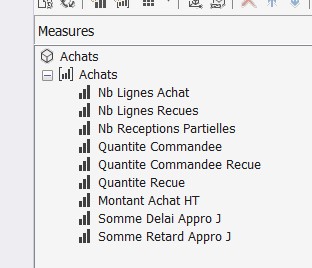 Measures
Achats
Achats
Nb Lignes Achat
Nb Lignes Recues
Nb Receptions Partielles
Quantite Commandee
Quantite Commandee Recue
Quantite Recue
Montant Achat HT
Somme Delai Appro J
Somme Retard Appro J